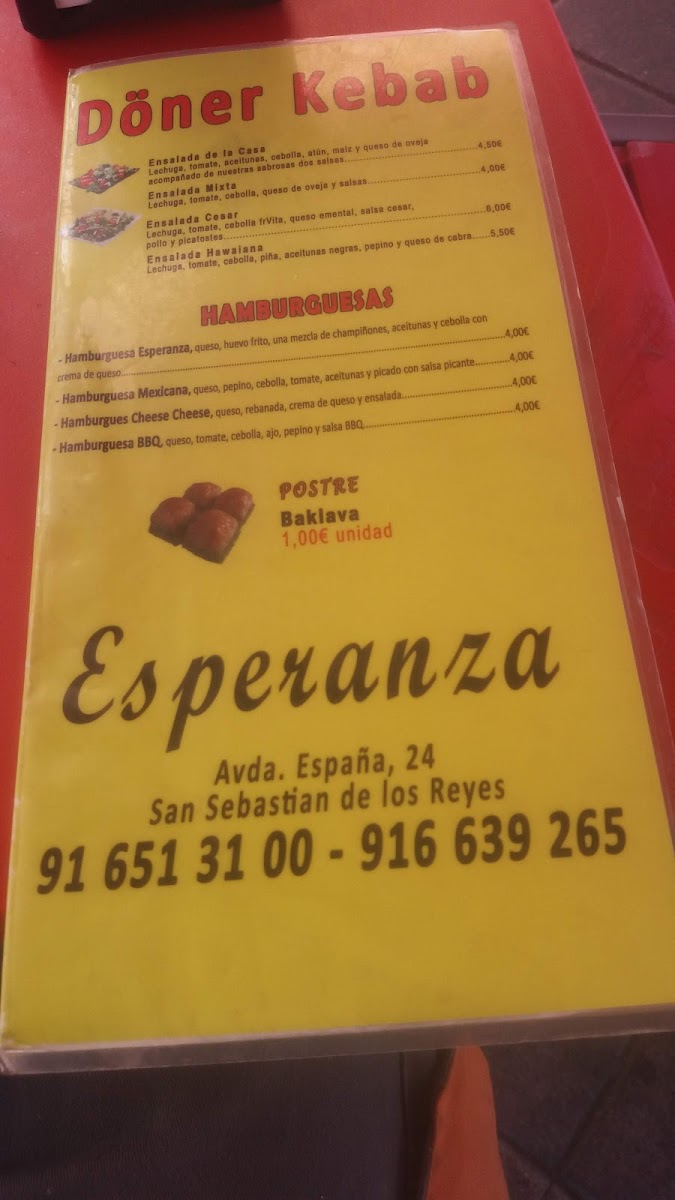 Döner Kebab
Ensalada de la Casa
Lechuga, tomate, aceitunas, cebolla, atún, maiz y queso de oveja
acompañado de nuestras sabrosas dos salsas....................4,50€
Ensalada Mixta
Lechuga, tomate, cebolla, queso de oveja y salsas....................4,00€
Ensalada Cesar
Lechuga, tomate, cebolla frVita, queso emental, salsa cesar,
pollo y picatostes....................6,00€
Ensalada Hawaiana
Lechuga, tomate, cebolla, piña, aceitunas negras, pepino y queso de cabra......5,50€
HAMBURGUESAS
- Hamburguesa Esperanza, queso, huevo frito, una mezcla de champiñones, aceitunas y cebolla con
crema de queso....................4,00€
- Hamburguesa Mexicana, queso, pepino, cebolla, tomate, aceitunas y picado con salsa picante............4,00€
- Hamburgues Cheese Cheese, queso, rebanada, crema de queso y ensalada....................4,00€
- Hamburguesa BBQ, queso, tomate, cebolla, ajo, pepino y salsa BBQ....................4,00€
POSTRE
Baklava
1,00€ unidad
Esperanza
Avda. España, 24
San Sebastian de los Reyes
91 651 31 00 - 916 639 265